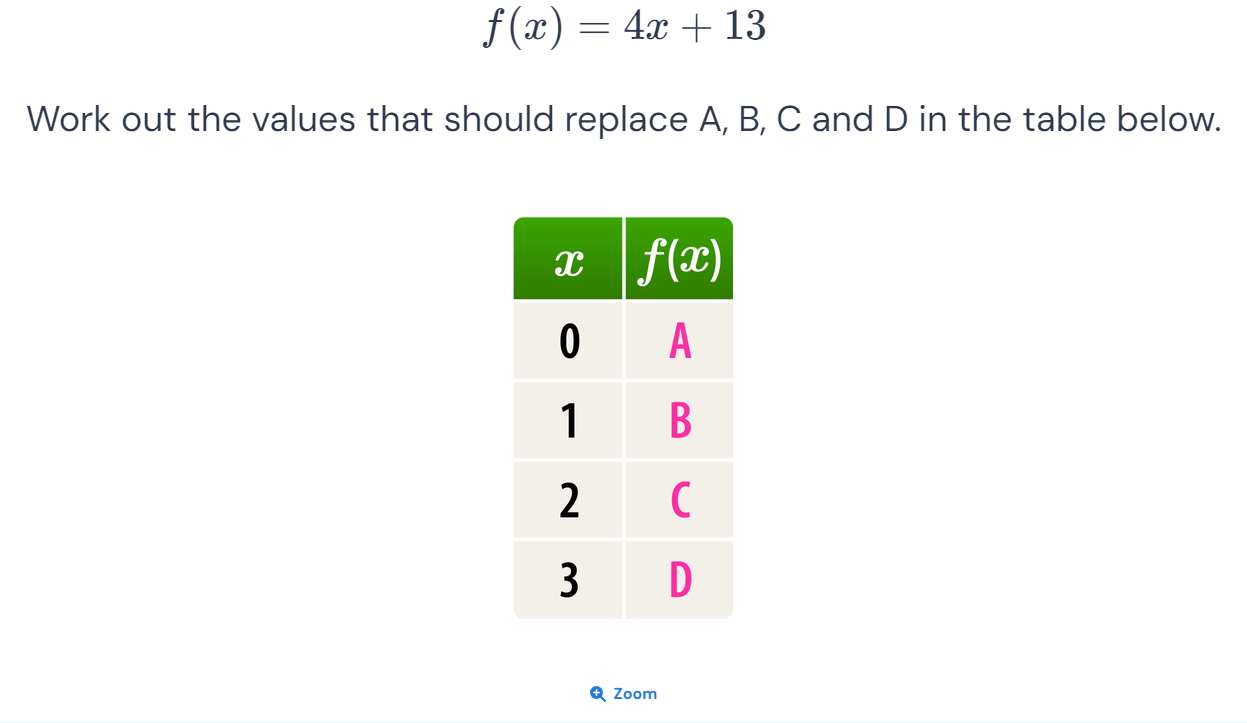 f(x) = 4x + 13
Work out the values that should replace A, B, C and D in the table below.
x f(x)
0 A
1 B
2 C
3 D
Zoom